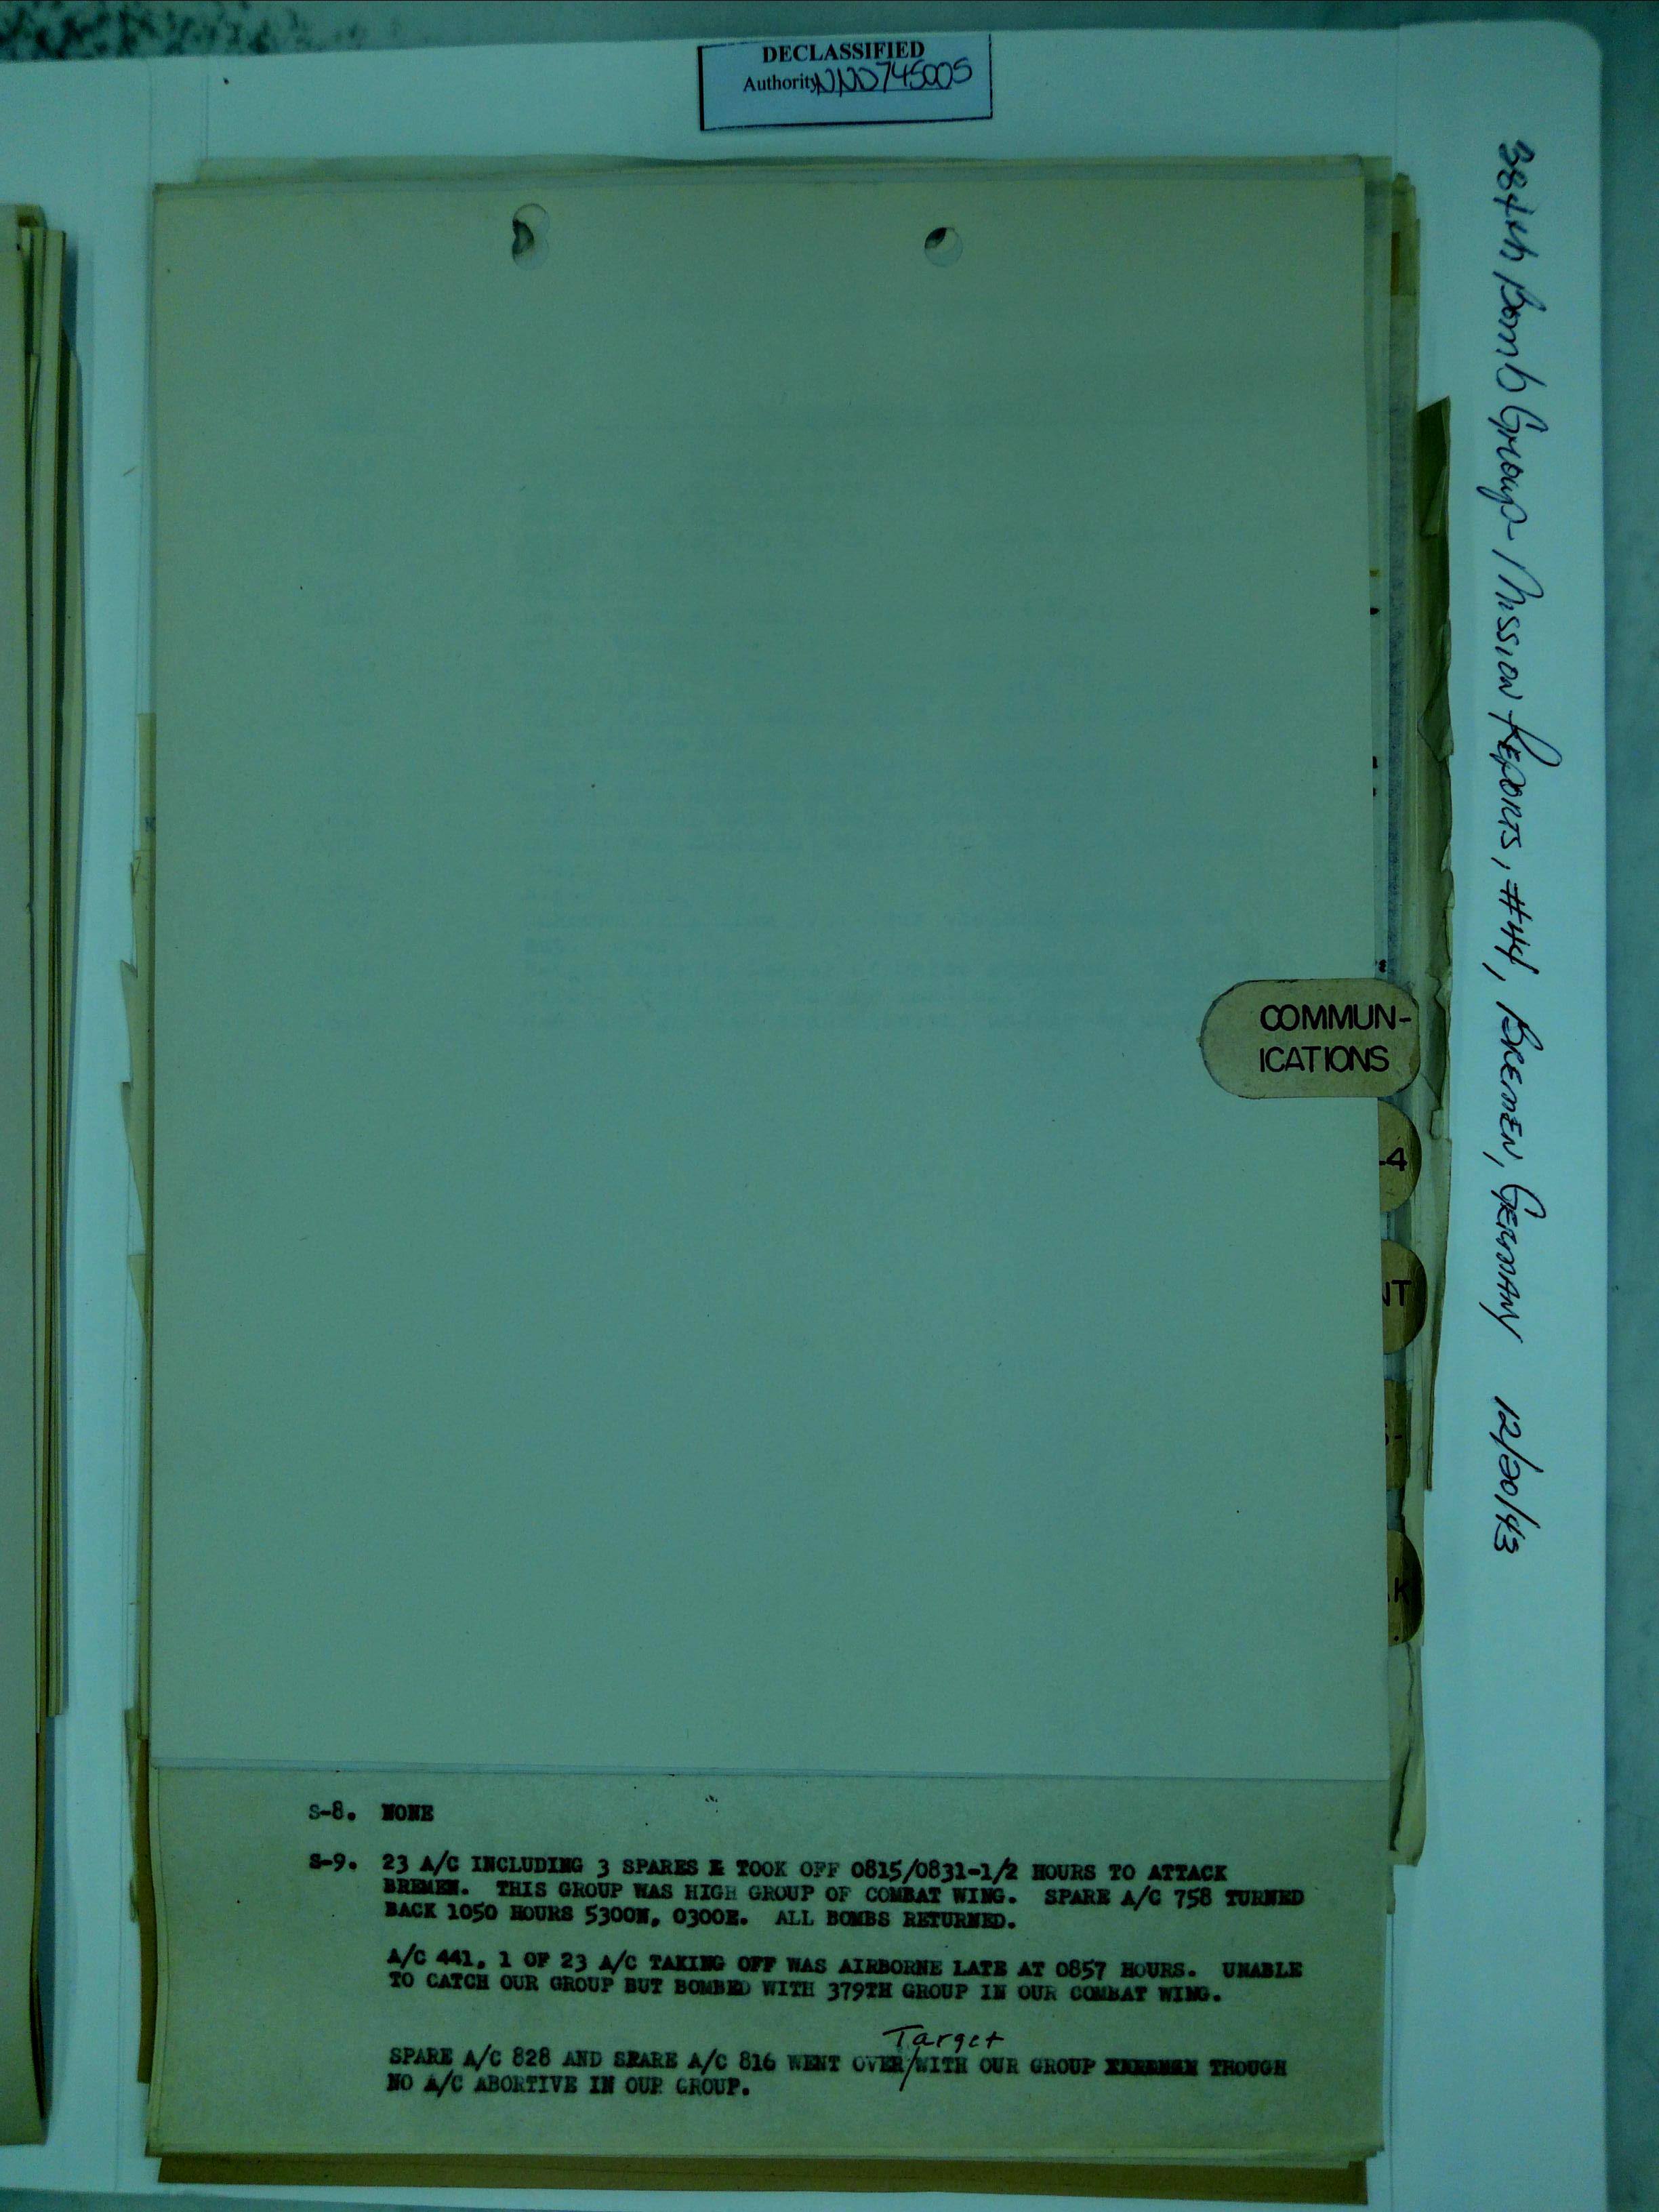 DECLASSIFIED
Authority NND745005
384th Bomb Group Mission Reports, #44, Bremen, Germany 12/20/43
COMMUN-
ICATIONS
-4
NT
S-
AK
S-8. NONE
S-9. 23 A/C INCLUDING 3 SPARES E TOOK OFF 0815/0831-1/2 HOURS TO ATTACK
BREMEN. THIS GROUP WAS HIGH GROUP OF COMBAT WING. SPARE A/C 758 TURNED
BACK 1050 HOURS 5300N, 0300E. ALL BOMBS RETURNED.
A/C 441, 1 OF 23 A/C TAKING OFF WAS AIRBORNE LATE AT 0857 HOURS. UNABLE
TO CATCH OUR GROUP BUT BOMBED WITH 379TH GROUP IN OUR COMBAT WING.
Target
SPARE A/C 828 AND SPARE A/C 816 WENT OVER/WITH OUR GROUP THOUGH
NO A/C ABORTIVE IN OUR GROUP.